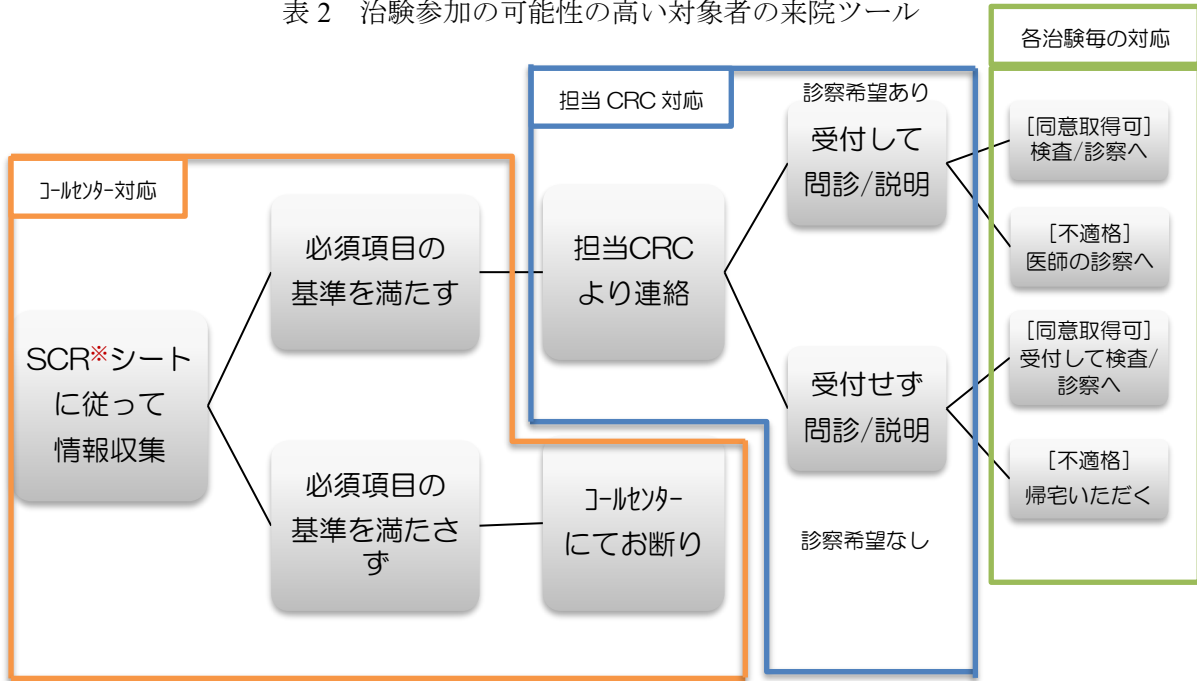 表 2　治験参加の可能性の高い対象者の来院ツール
各治験毎の対応
担当 CRC 対応
ｺｰﾙｾﾝﾀｰ対応
SCR※シート
に従って
情報収集
必須項目の
基準を満たす
必須項目の
基準を満たさ
ず
担当CRC
より連絡
ｺｰﾙｾﾝﾀｰ
にてお断り
診察希望あり
受付して
問診/説明
受付せず
問診/説明
診察希望なし
[同意取得可]
検査/診察へ
[不適格]
医師の診察へ
[同意取得可]
受付して検査/
診察へ
[不適格]
帰宅いただく